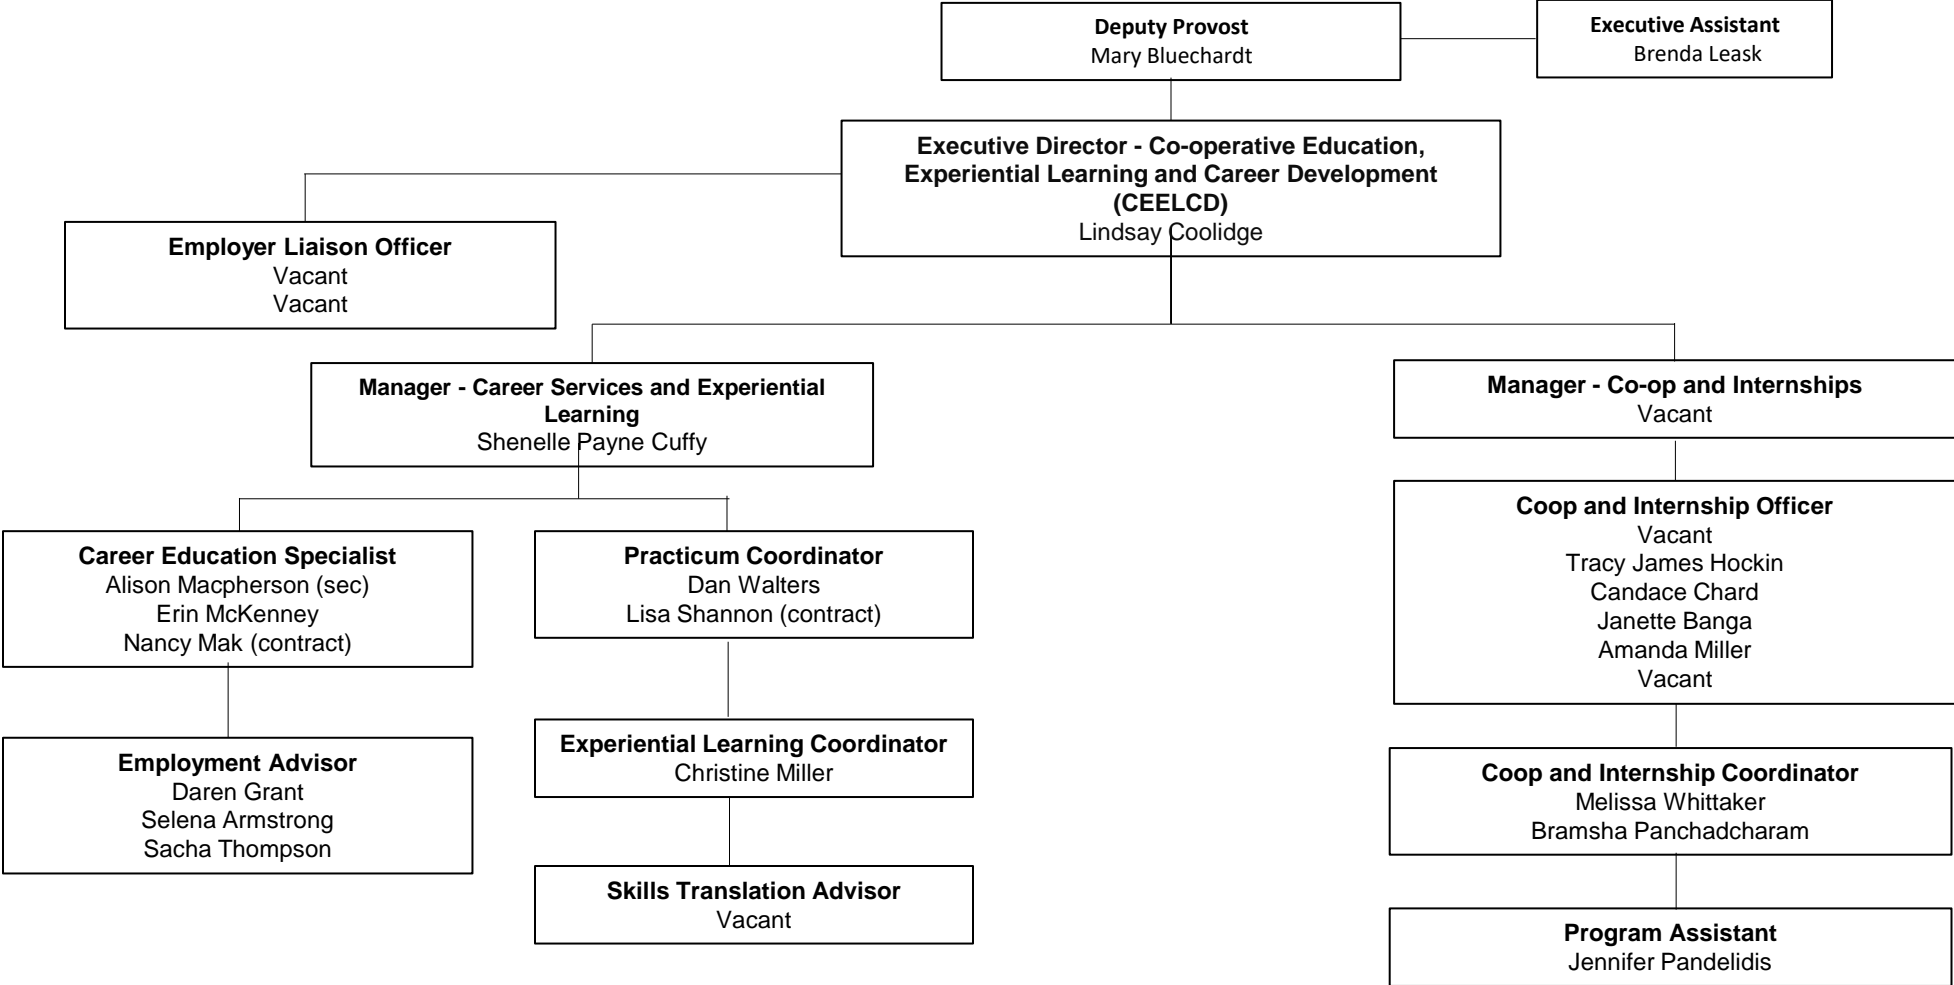 Deputy Provost
Mary Bluechardt
Executive Assistant
Brenda Leask
Executive Director - Co-operative Education,
Experiential Learning and Career Development
(CEELCD)
Lindsay Coolidge
Employer Liaison Officer
Vacant
Vacant
Manager - Career Services and Experiential
Learning
Shenelle Payne Cuffy
Manager - Co-op and Internships
Vacant
Career Education Specialist
Alison Macpherson (sec)
Erin McKenney
Nancy Mak (contract)
Practicum Coordinator
Dan Walters
Lisa Shannon (contract)
Coop and Internship Officer
Vacant
Tracy James Hockin
Candace Chard
Janette Banga
Amanda Miller
Vacant
Employment Advisor
Daren Grant
Selena Armstrong
Sacha Thompson
Experiential Learning Coordinator
Christine Miller
Coop and Internship Coordinator
Melissa Whittaker
Bramsha Panchadcharam
Skills Translation Advisor
Vacant
Program Assistant
Jennifer Pandelidis